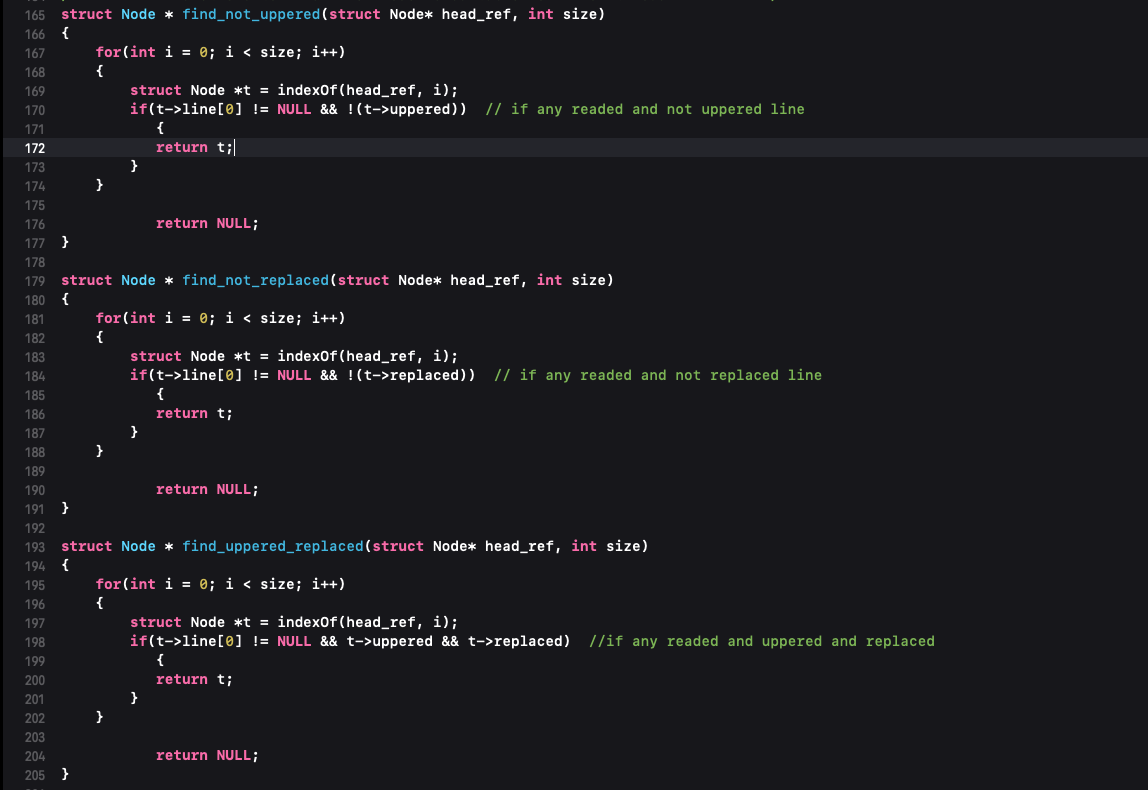 165 struct Node * find_not_uppered(struct Node* head_ref, int size)
166 {
167     for(int i = 0; i < size; i++)
168     {
169         struct Node *t = indexOf(head_ref, i);
170         if(t->line[0] != NULL && !(t->uppered))  // if any readed and not uppered line
171            {
172            return t;
173         }
174     }
175
176            return NULL;
177 }
178
179 struct Node * find_not_replaced(struct Node* head_ref, int size)
180 {
181     for(int i = 0; i < size; i++)
182     {
183         struct Node *t = indexOf(head_ref, i);
184         if(t->line[0] != NULL && !(t->replaced))  // if any readed and not replaced line
185            {
186            return t;
187         }
188     }
189
190            return NULL;
191 }
192
193 struct Node * find_uppered_replaced(struct Node* head_ref, int size)
194 {
195     for(int i = 0; i < size; i++)
196     {
197         struct Node *t = indexOf(head_ref, i);
198         if(t->line[0] != NULL && t->uppered && t->replaced)  //if any readed and uppered and replaced
199            {
200            return t;
201         }
202     }
203
204            return NULL;
205 }